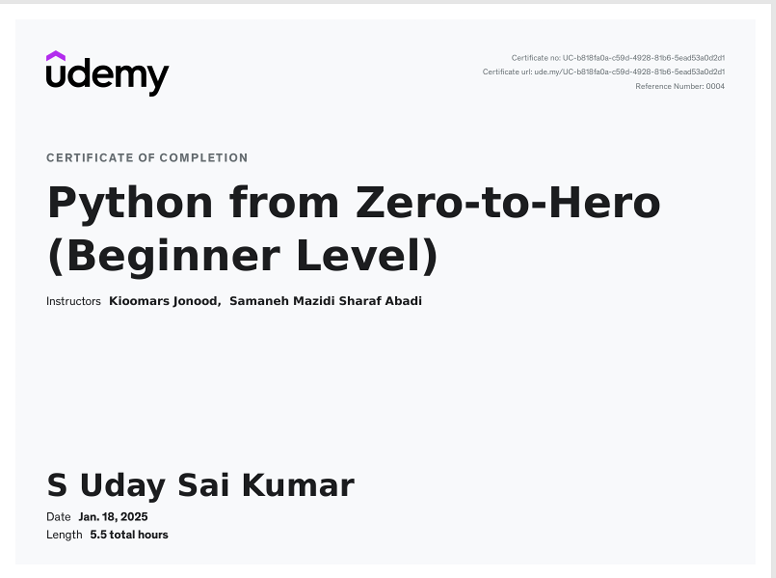 udemy
Certificate no: UC-b818fa0a-c59d-4928-81b6-5ead53a0d2d1
Certificate url: ude.my/UC-b818fa0a-c59d-4928-81b6-5ead53a0d2d1
Reference Number: 0004
CERTIFICATE OF COMPLETION
Python from Zero-to-Hero
(Beginner Level)
Instructors Kioomars Jonood, Samaneh Mazidi Sharaf Abadi
S Uday Sai Kumar
Date Jan. 18, 2025
Length 5.5 total hours